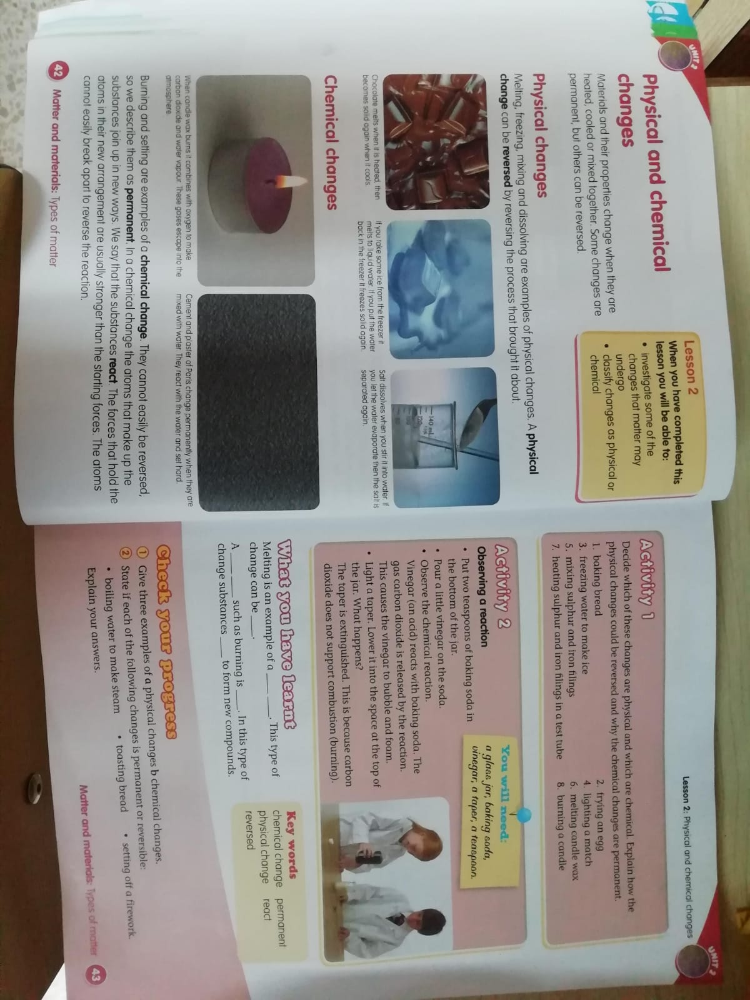 UNIT 2
Physical and chemical
changes
Materials and their properties change when they are
heated, cooled or mixed together. Some changes are
permanent, but others can be reversed.
Lesson 2
When you have completed this
lesson you will be able to:
• investigate some of the
changes that matter may
undergo
• classify changes as physical or
chemical
Physical changes
Melting, freezing, mixing and dissolving are examples of physical changes. A physical
change can be reversed by reversing the process that brought it about.
140 mL
120
Chocolate melts when it is heated, then
becomes solid again when it cools.
If you take some ice from the freezer it
melts to liquid water. If you put the water
back in the freezer it freezes solid again.
Salt dissolves when you stir it into water. If
you let the water evaporate then the salt is
separated again.
Chemical changes
When candle wax burns it combines with oxygen to make
carbon dioxide and water vapour. These gases escape into the
atmosphere.
Cement and plaster of Paris change permanently when they are
mixed with water. They react with the water and set hard.
Burning and setting are examples of a chemical change. They cannot easily be reversed,
so we describe them as permanent. In a chemical change the atoms that make up the
substances join up in new ways. We say that the substances react. The forces that hold the
atoms in their new arrangement are usually stronger than the starting forces. The atoms
cannot easily break apart to reverse the reaction.
42 Matter and materials: Types of matter
Lesson 2: Physical and chemical changes
UNIT 2
Activity 1
Decide which of these changes are physical and which are chemical. Explain how the
physical changes could be reversed and why the chemical changes are permanent.
1. baking bread 2. frying an egg
3. freezing water to make ice 4. lighting a match
5. mixing sulphur and iron filings 6. melting candle wax
7. heating sulphur and iron filings in a test tube 8. burning a candle
Activity 2
Observing a reaction
• Put two teaspoons of baking soda in
the bottom of the jar.
• Pour a little vinegar on the soda.
• Observe the chemical reaction.
Vinegar (an acid) reacts with baking soda. The
gas carbon dioxide is released by the reaction.
This causes the vinegar to bubble and foam.
• Light a taper. Lower it into the space at the top of
the jar. What happens?
The taper is extinguished. This is because carbon
dioxide does not support combustion (burning).
You will need:
a glass jar, baking soda,
vinegar, a taper, a teaspoon.
What you have learnt
Melting is an example of a ____ ____. This type of
change can be ____.
A ____ ____ such as burning is ____. In this type of
change substances ____ to form new compounds.
Key words
chemical change permanent
physical change react
reversed
Check your progress
1 Give three examples of a physical changes b chemical changes.
2 State if each of the following changes is permanent or reversible:
• boiling water to make steam • toasting bread • setting off a firework.
Explain your answers.
Matter and materials: Types of matter 43